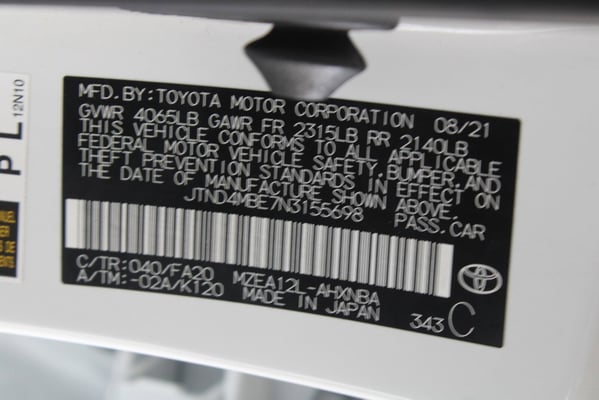 MFD. BY: TOYOTA MOTOR CORPORATION 08/21
GVWR 4065LB GAWR FR 2315LB RR 2140LB
THIS VEHICLE CONFORMS TO ALL APPLICABLE
FEDERAL MOTOR VEHICLE SAFETY, BUMPER, AND
THEFT PREVENTION STANDARDS IN EFFECT ON
THE DATE OF MANUFACTURE SHOWN ABOVE.
JTND4MBE7N3155698 PASS. CAR
C/TR: 040/FA20 MZEA12L-AHXNBA
A/TM: -02A/K120 MADE IN JAPAN
343 C
P L
12N10